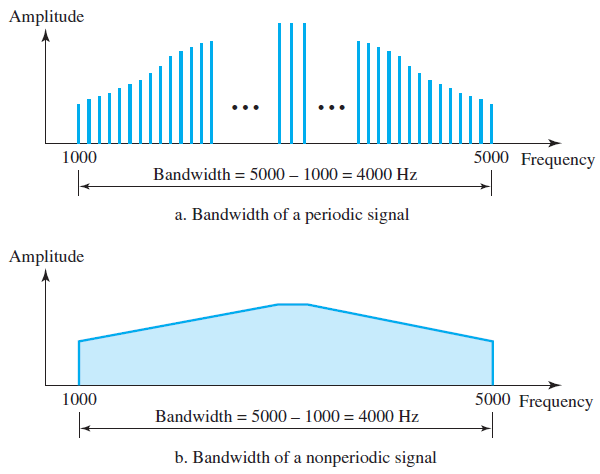 Amplitude
... ...
1000 5000 Frequency
Bandwidth = 5000 – 1000 = 4000 Hz
a. Bandwidth of a periodic signal
Amplitude
1000 5000 Frequency
Bandwidth = 5000 – 1000 = 4000 Hz
b. Bandwidth of a nonperiodic signal